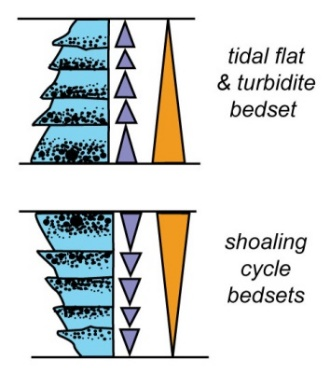 tidal flat
& turbidite
bedset
shoaling
cycle
bedsets